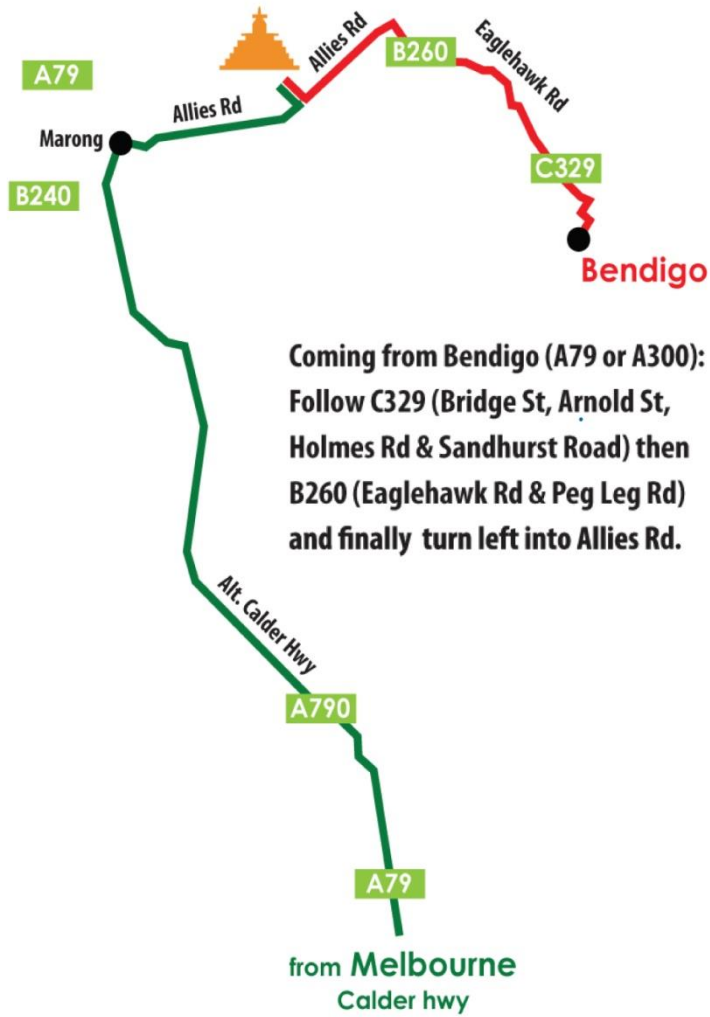 Allies Rd
Eaglehawk Rd
B260
A79
Allies Rd
Marong
C329
B240
Bendigo
Coming from Bendigo (A79 or A300):
Follow C329 (Bridge St, Arnold St,
Holmes Rd & Sandhurst Road) then
B260 (Eaglehawk Rd & Peg Leg Rd)
and finally turn left into Allies Rd.
Alt. Calder Hwy
A790
A79
from Melbourne
Calder hwy